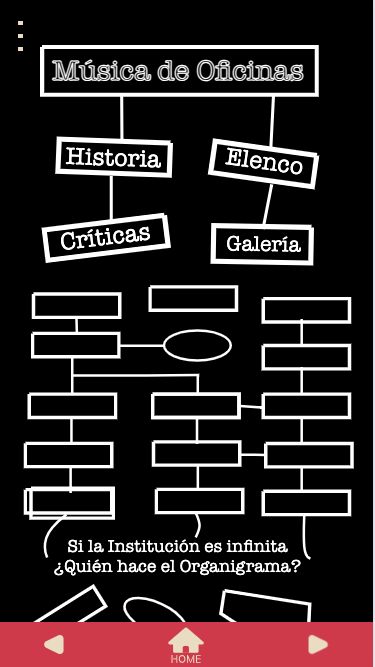 Música de Oficinas
Historia
Elenco
Críticas
Galería
Si la Institución es infinita
¿Quién hace el Organigrama?
HOME